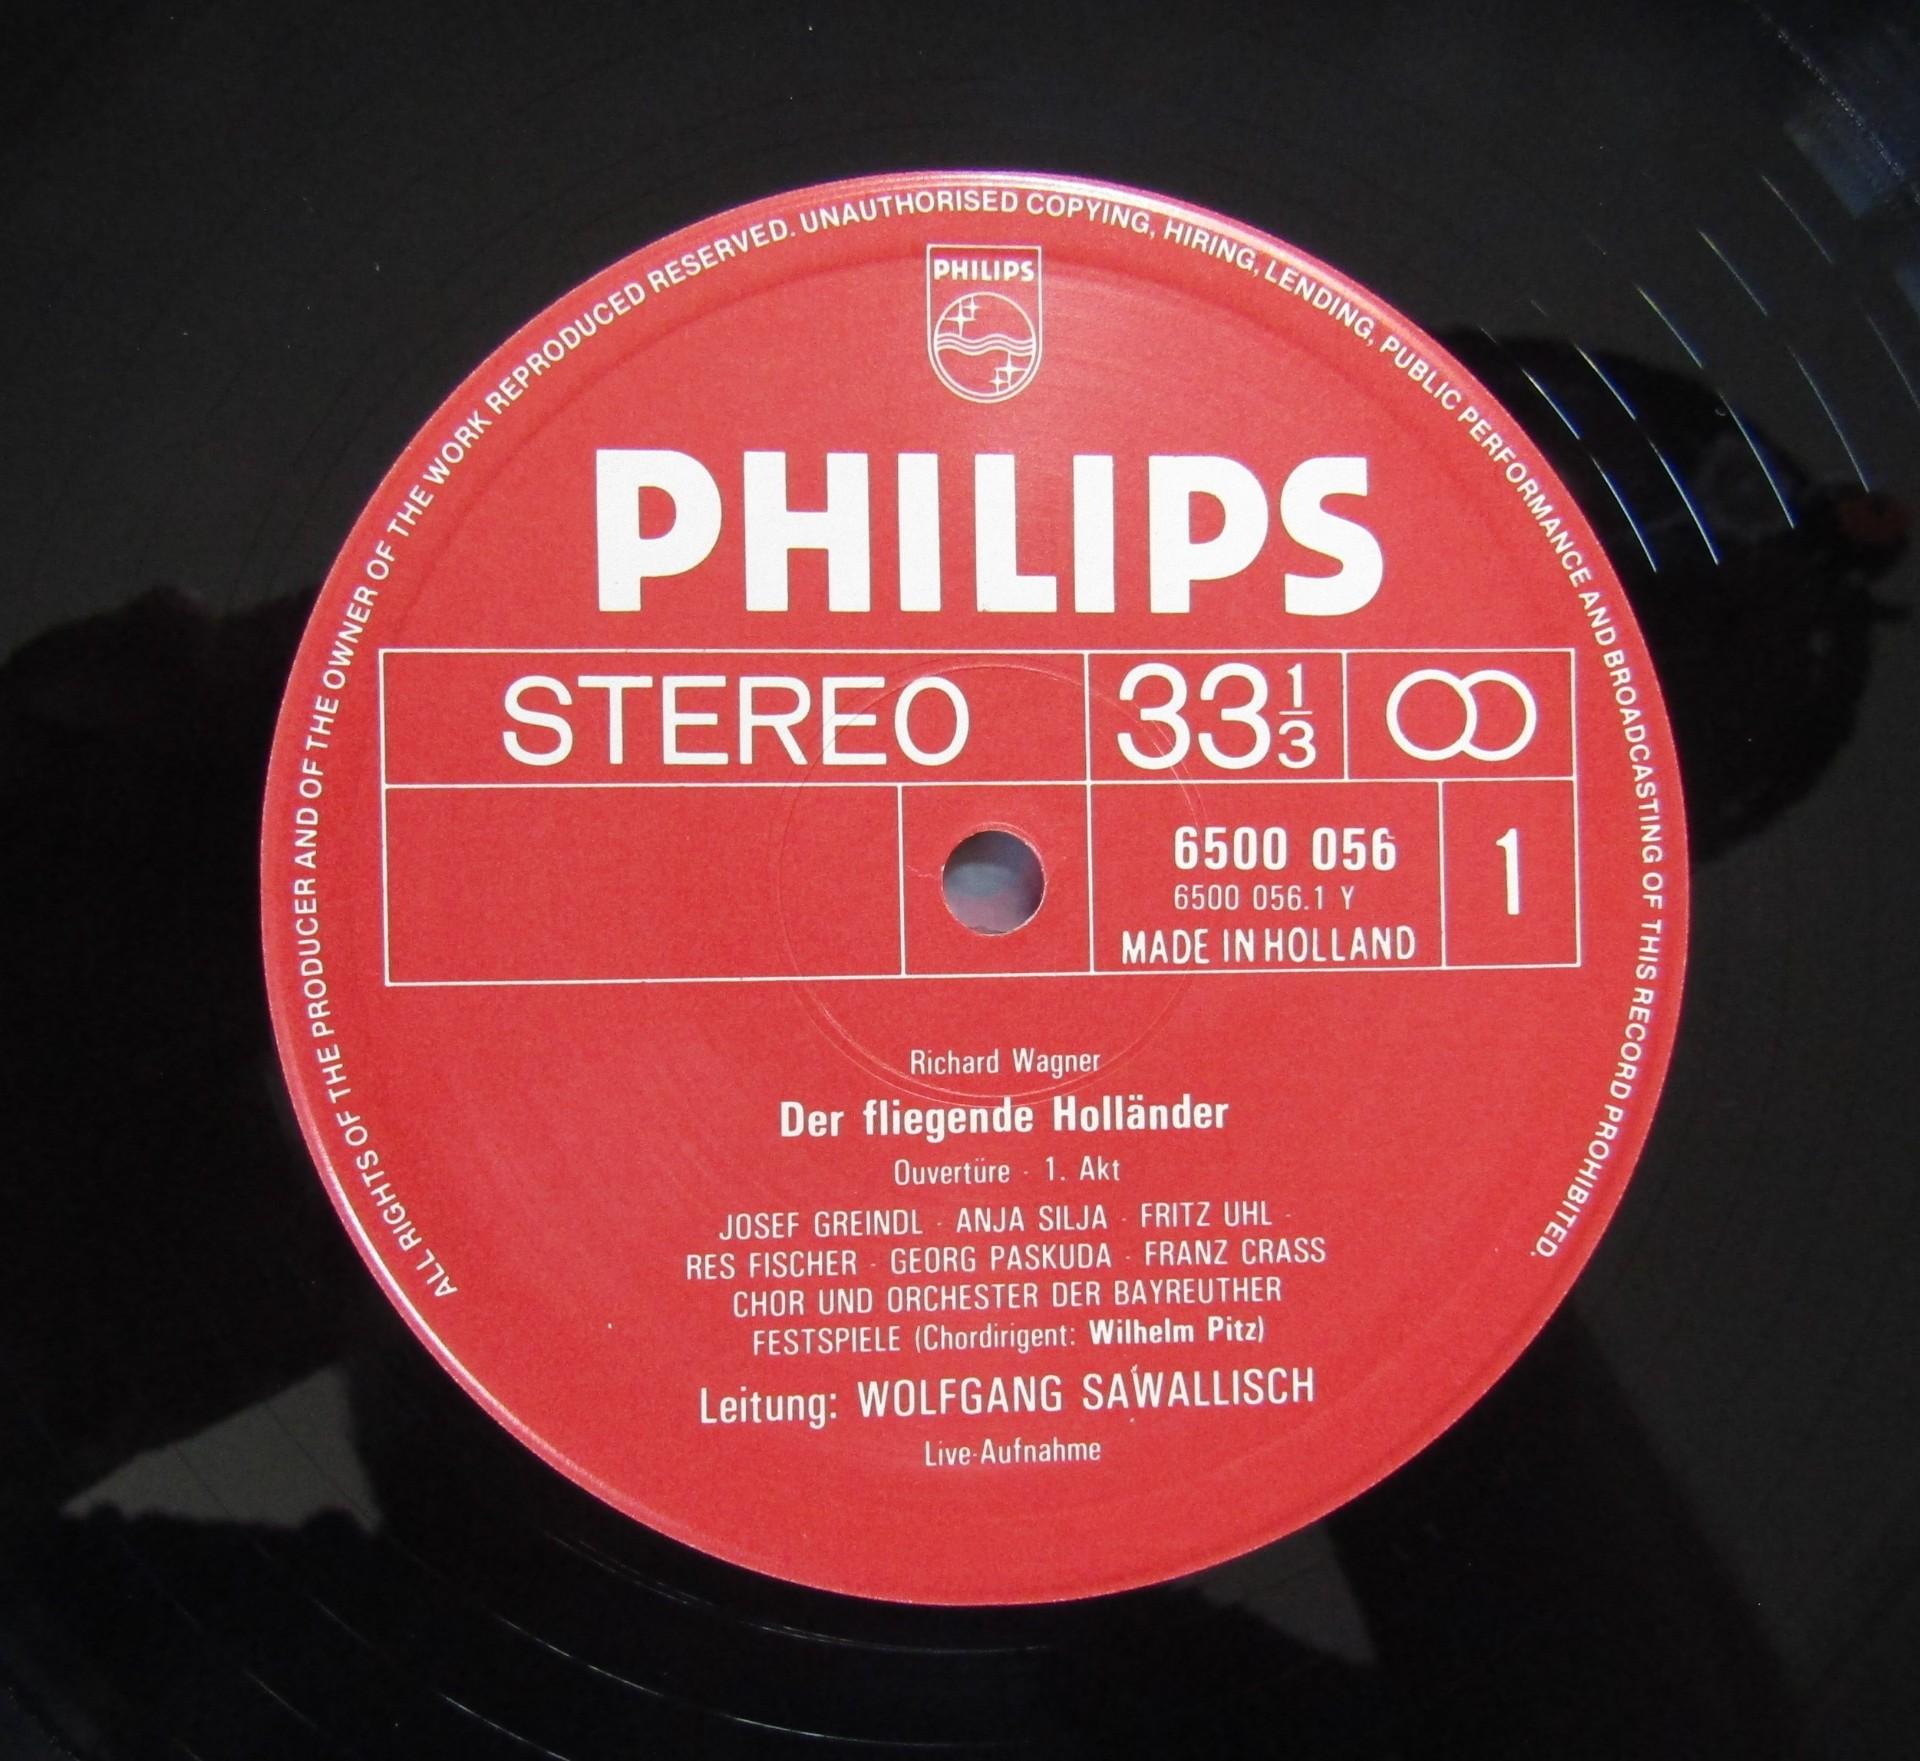 ALL RIGHTS OF THE PRODUCER AND OF THE OWNER OF THE WORK REPRODUCED RESERVED. UNAUTHORISED COPYING, HIRING, LENDING, PUBLIC PERFORMANCE AND BROADCASTING OF THIS RECORD PROHIBITED.
PHILIPS
PHILIPS
STEREO 33 1/3
6500 056 1
6500 056.1 Y
MADE IN HOLLAND
Richard Wagner
Der fliegende Holländer
Ouvertüre · 1. Akt
JOSEF GREINDL · ANJA SILJA · FRITZ UHL ·
RES FISCHER · GEORG PASKUDA · FRANZ CRASS
CHOR UND ORCHESTER DER BAYREUTHER
FESTSPIELE (Chordirigent: Wilhelm Pitz)
Leitung: WOLFGANG SAWALLISCH
Live-Aufnahme